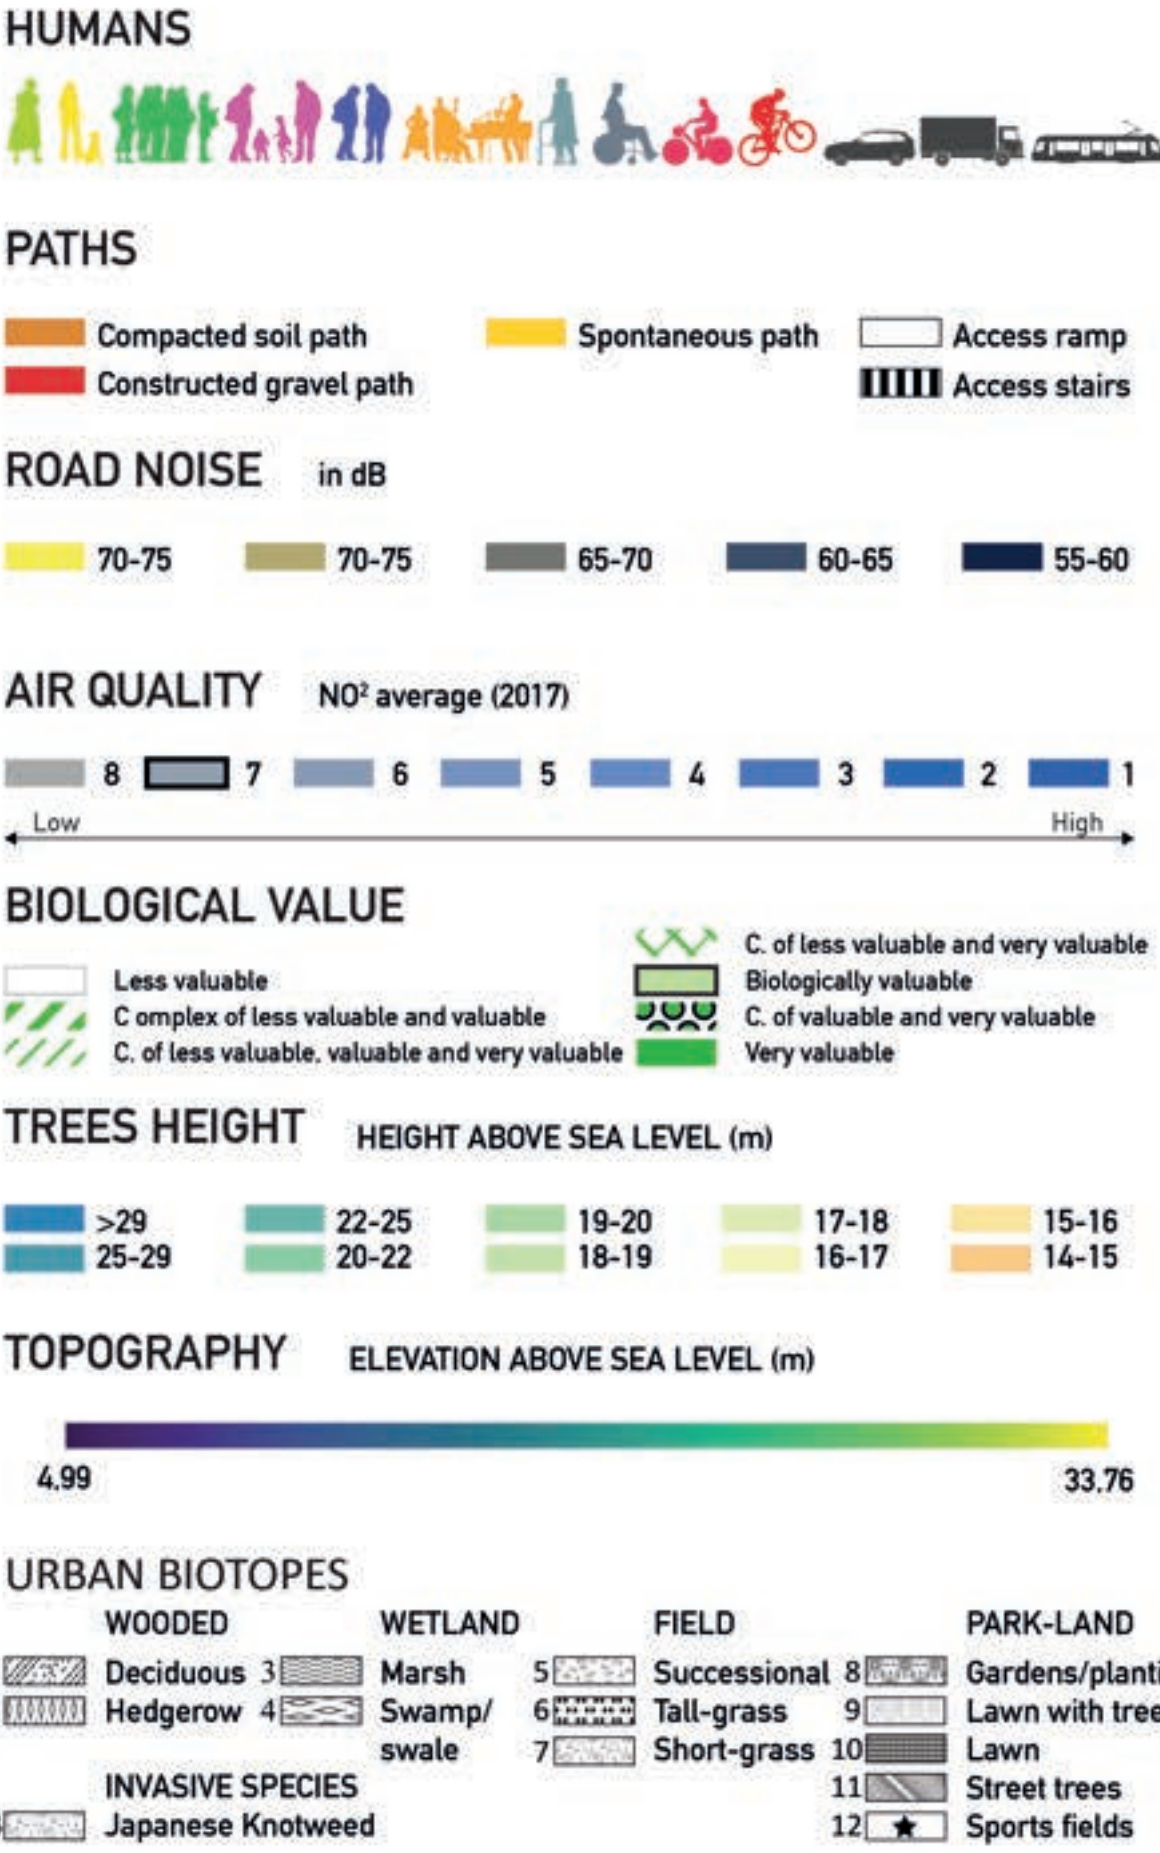 HUMANS
PATHS
Compacted soil path Spontaneous path Access ramp
Constructed gravel path Access stairs
ROAD NOISE in dB
70-75 70-75 65-70 60-65 55-60
AIR QUALITY NO² average (2017)
8 7 6 5 4 3 2 1
Low High
BIOLOGICAL VALUE
C. of less valuable and very valuable
Less valuable Biologically valuable
C omplex of less valuable and valuable C. of valuable and very valuable
C. of less valuable, valuable and very valuable Very valuable
TREES HEIGHT HEIGHT ABOVE SEA LEVEL (m)
>29 22-25 19-20 17-18 15-16
25-29 20-22 18-19 16-17 14-15
TOPOGRAPHY ELEVATION ABOVE SEA LEVEL (m)
4.99 33.76
URBAN BIOTOPES
WOODED WETLAND FIELD PARK-LAND
Deciduous 3 Marsh 5 Successional 8 Gardens/planti
Hedgerow 4 Swamp/ 6 Tall-grass 9 Lawn with tree
swale 7 Short-grass 10 Lawn
INVASIVE SPECIES 11 Street trees
Japanese Knotweed 12 Sports fields